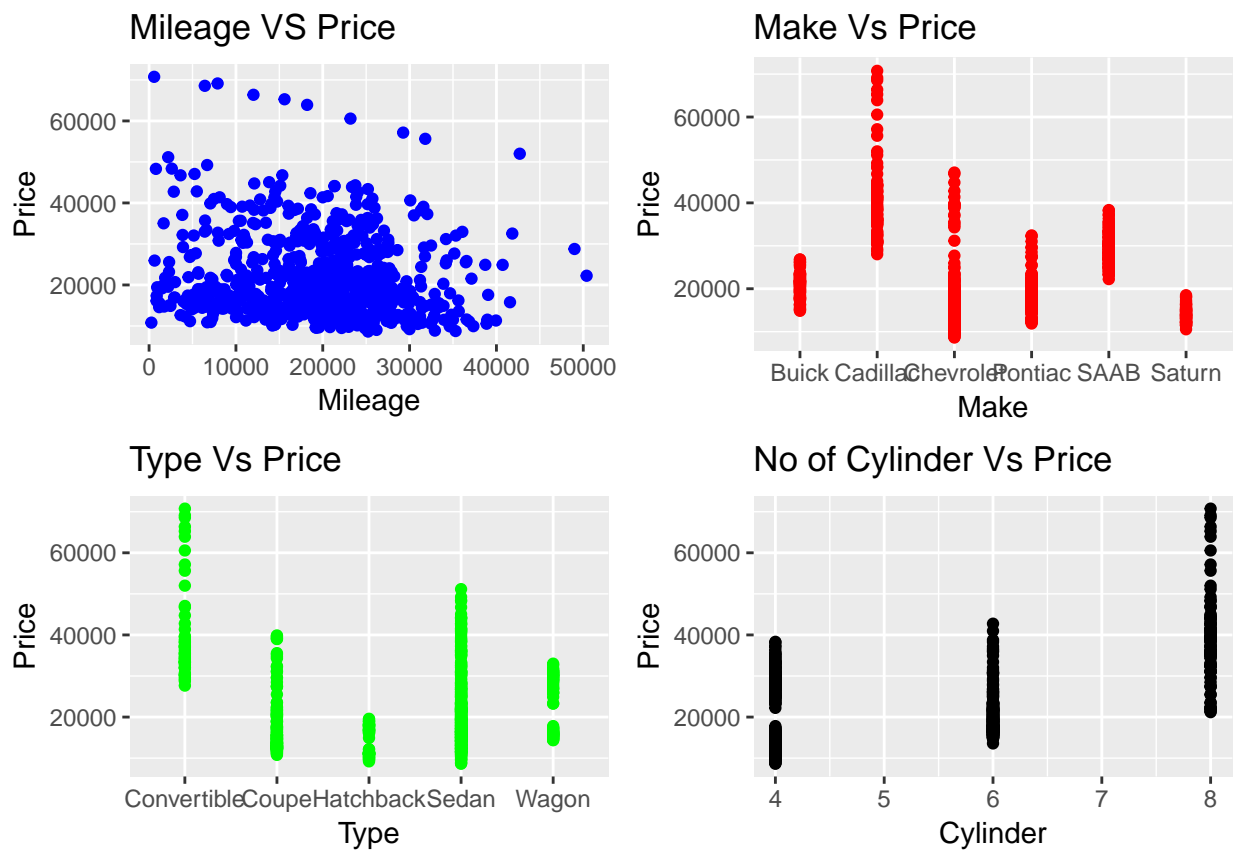 Mileage VS Price
Price
60000
40000
20000
0 10000 20000 30000 40000 50000
Mileage
Make Vs Price
Price
60000
40000
20000
Buick Cadillac Chevrolet Pontiac SAAB Saturn
Make
Type Vs Price
Price
60000
40000
20000
Convertible Coupe Hatchback Sedan Wagon
Type
No of Cylinder Vs Price
Price
60000
40000
20000
4 5 6 7 8
Cylinder